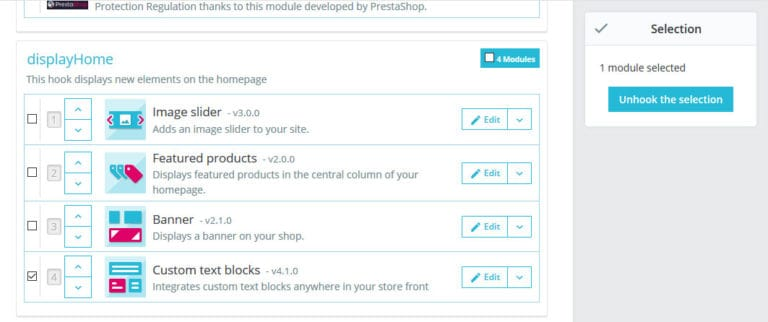 PrestaShop
Protection Regulation thanks to this module developed by PrestaShop.
Selection
1 module selected
Unhook the selection
displayHome
4 Modules
This hook displays new elements on the homepage
1
Image slider - v3.0.0
Adds an image slider to your site.
Edit
2
Featured products - v2.0.0
Displays featured products in the central column of your
homepage.
Edit
3
Banner - v2.1.0
Displays a banner on your shop.
Edit
4
Custom text blocks - v4.1.0
Integrates custom text blocks anywhere in your store front
Edit